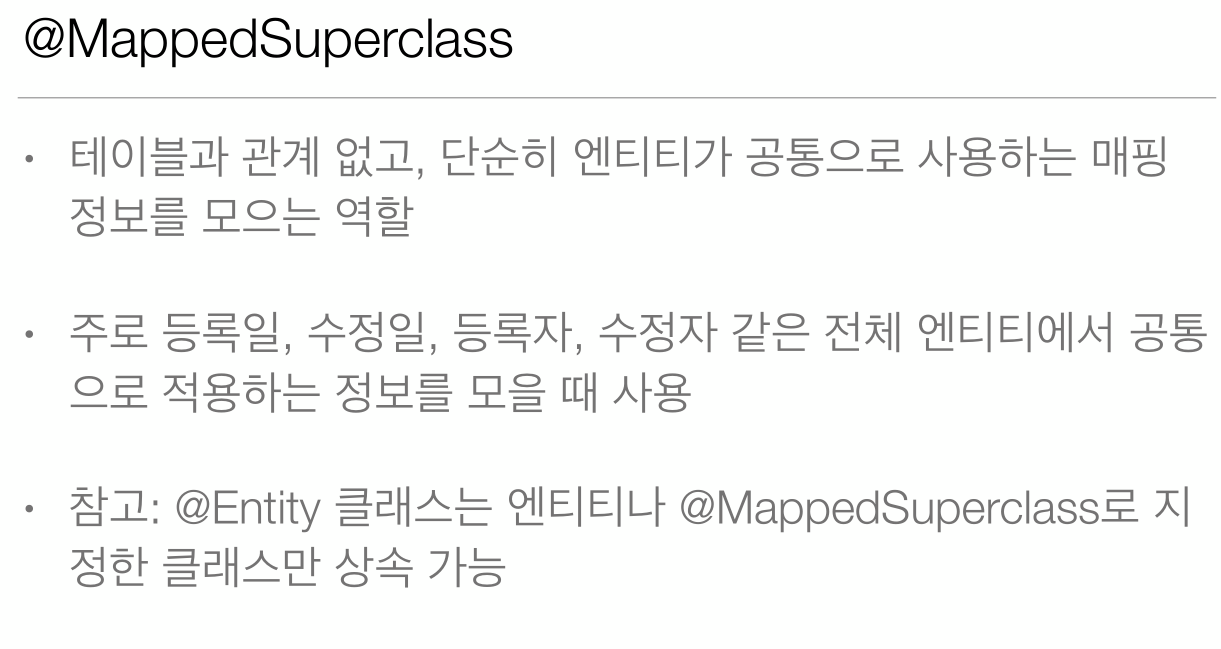 @MappedSuperclass
• 테이블과 관계 없고, 단순히 엔티티가 공통으로 사용하는 매핑
정보를 모으는 역할
• 주로 등록일, 수정일, 등록자, 수정자 같은 전체 엔티티에서 공통
으로 적용하는 정보를 모을 때 사용
• 참고: @Entity 클래스는 엔티티나 @MappedSuperclass로 지
정한 클래스만 상속 가능